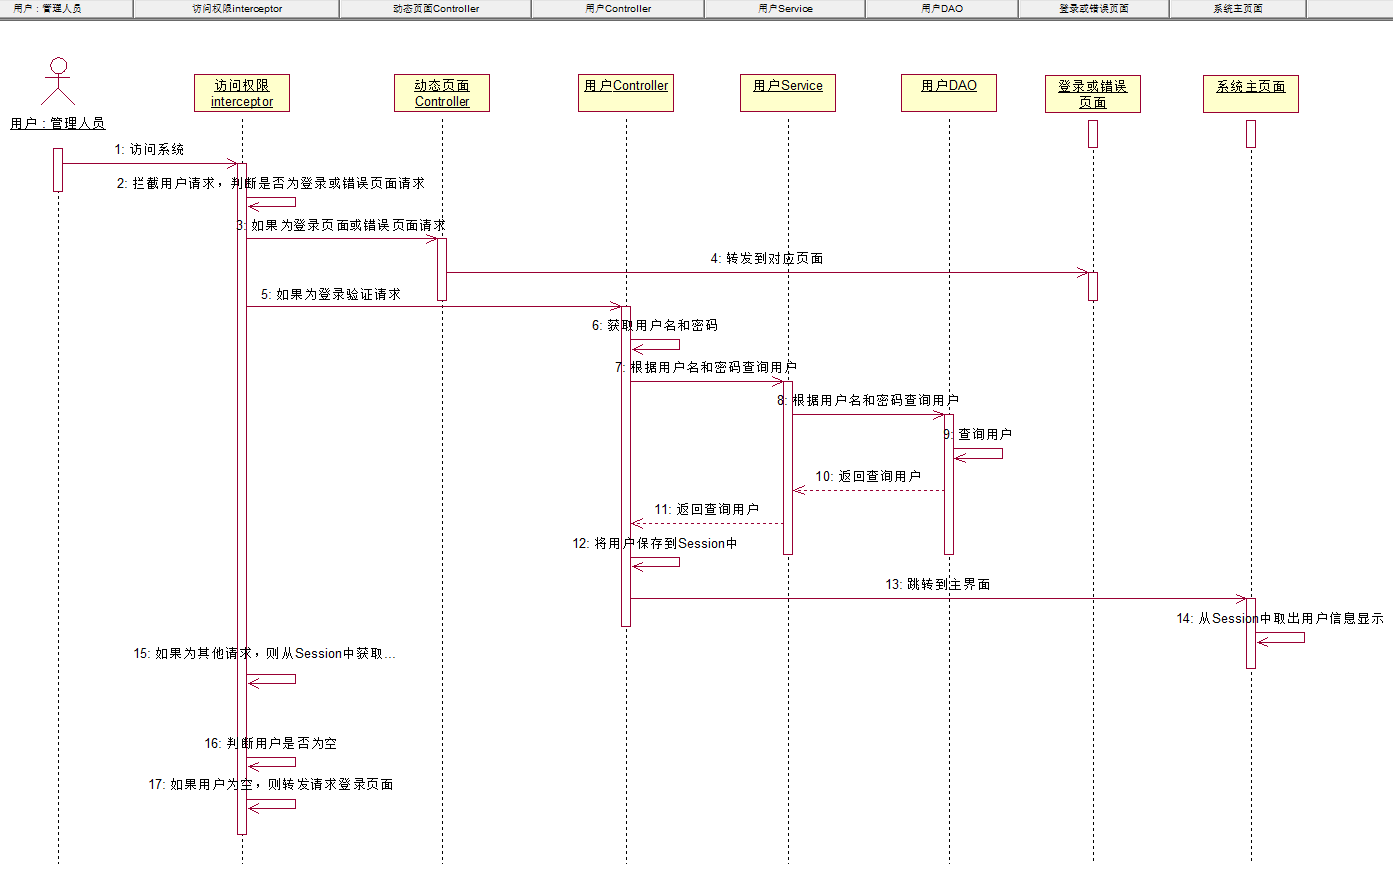 用户 : 管理人员
访问权限interceptor
动态页面Controller
用户Controller
用户Service
用户DAO
登录或错误页面
系统主页面
用户 : 管理人员
访问权限
interceptor
动态页面
Controller
用户Controller
用户Service
用户DAO
登录或错误
页面
系统主页面
1: 访问系统
2: 拦截用户请求，判断是否为登录或错误页面请求
3: 如果为登录页面或错误页面请求
4: 转发到对应页面
5: 如果为登录验证请求
6: 获取用户名和密码
7: 根据用户名和密码查询用户
8: 根据用户名和密码查询用户
9: 查询用户
10: 返回查询用户
11: 返回查询用户
12: 将用户保存到Session中
13: 跳转到主界面
14: 从Session中取出用户信息显示
15: 如果为其他请求，则从Session中获取...
16: 判断用户是否为空
17: 如果用户为空，则转发请求登录页面